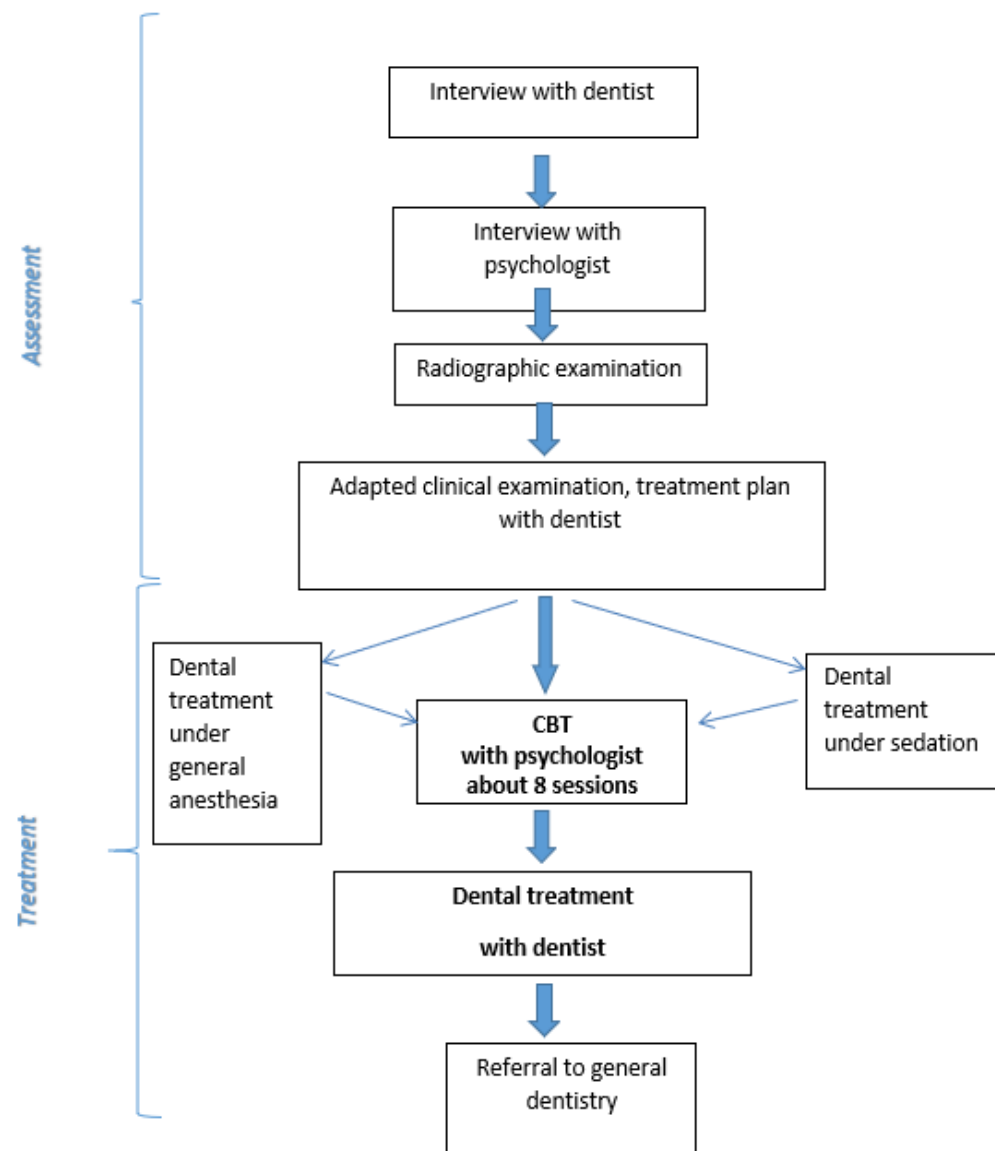 Assessment
Interview with dentist
Interview with
psychologist
Radiographic examination
Adapted clinical examination, treatment plan
with dentist
Treatment
Dental
treatment
under
general
anesthesia
CBT
with psychologist
about 8 sessions
Dental
treatment
under sedation
Dental treatment
with dentist
Referral to general
dentistry